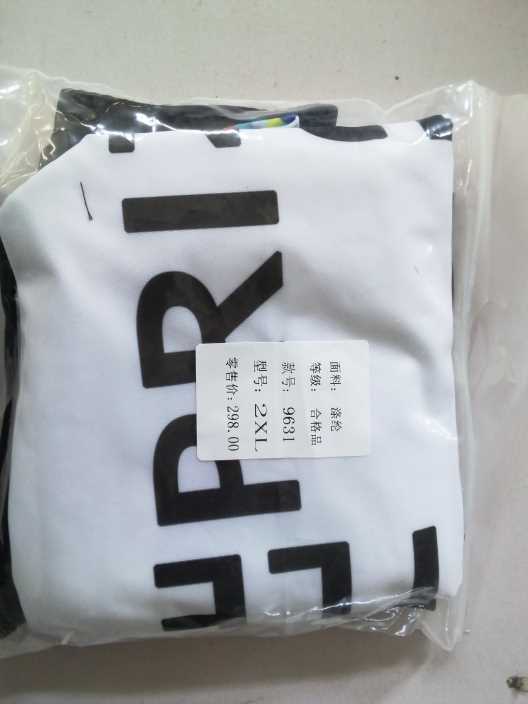 面料: 涤纶
等级: 合格品
款号: 9631
型号: 2XL
零售价: 298.00
PRI